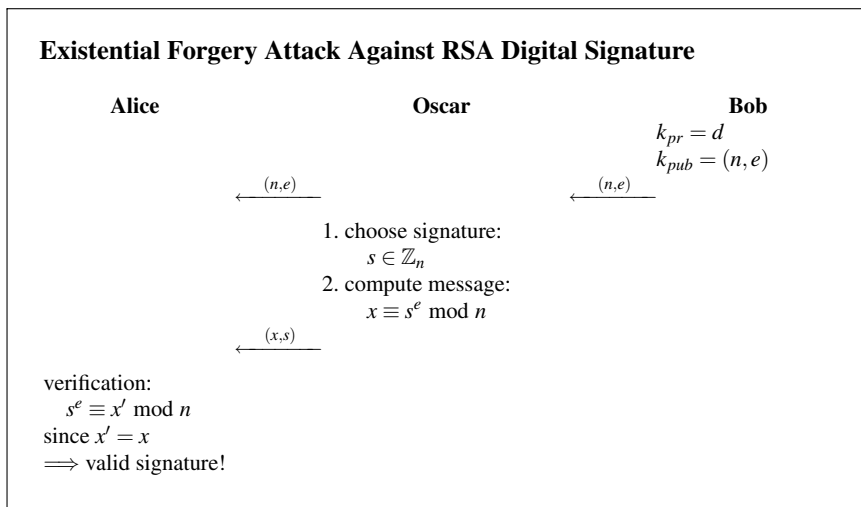 Existential Forgery Attack Against RSA Digital Signature
Alice Oscar Bob
k_pr = d
k_pub = (n, e)
(n,e) (n,e)
1. choose signature:
s ∈ ℤ_n
2. compute message:
x ≡ s^e mod n
(x,s)
verification:
s^e ≡ x′ mod n
since x′ = x
⟹ valid signature!